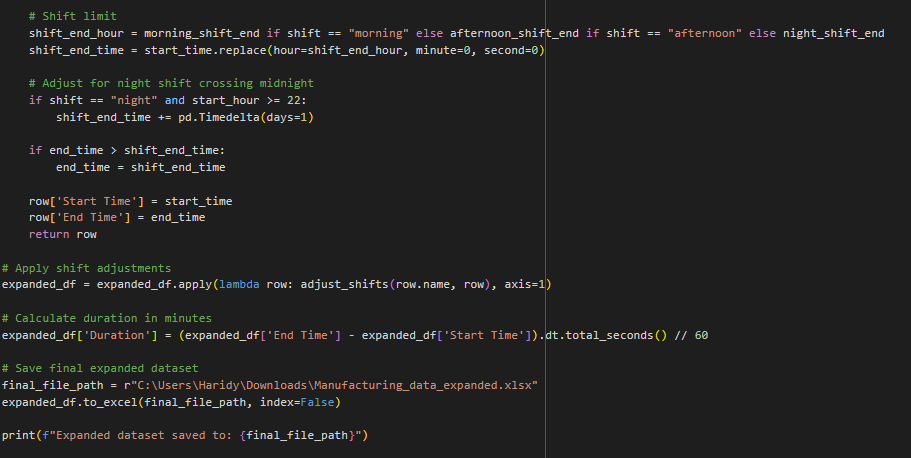 # Shift limit
shift_end_hour = morning_shift_end if shift == "morning" else afternoon_shift_end if shift == "afternoon" else night_shift_end
shift_end_time = start_time.replace(hour=shift_end_hour, minute=0, second=0)
# Adjust for night shift crossing midnight
if shift == "night" and start_hour >= 22:
shift_end_time += pd.Timedelta(days=1)
if end_time > shift_end_time:
end_time = shift_end_time
row['Start Time'] = start_time
row['End Time'] = end_time
return row
# Apply shift adjustments
expanded_df = expanded_df.apply(lambda row: adjust_shifts(row.name, row), axis=1)
# Calculate duration in minutes
expanded_df['Duration'] = (expanded_df['End Time'] - expanded_df['Start Time']).dt.total_seconds() // 60
# Save final expanded dataset
final_file_path = r"C:\Users\Haridy\Downloads\Manufacturing_data_expanded.xlsx"
expanded_df.to_excel(final_file_path, index=False)
print(f"Expanded dataset saved to: {final_file_path}")